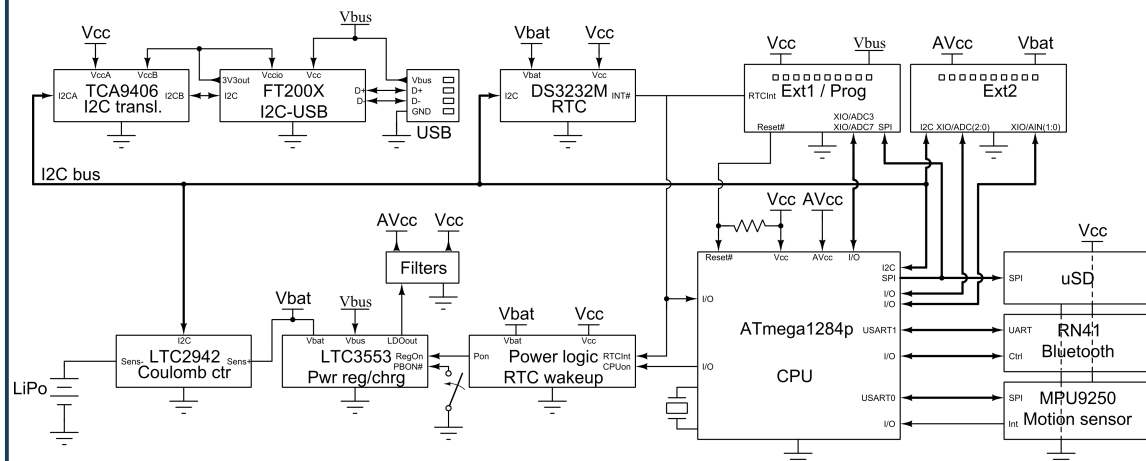 Vcc
Vbus
Vbat Vcc
Vcc Vbus
AVcc Vbat
VccA VccB
I2CA TCA9406 I2CB
I2C transl.
3V3out Vccio Vcc
I2C FT200X D+
I2C-USB D-
Vbus
D+
D-
GND
USB
Vbat Vcc
I2C DS3232M INT#
RTC
RTCInt Ext1 / Prog
Reset# XIO/ADC3
XIO/ADC7 SPI
Ext2
I2C XIO/ADC(2:0) XIO/AIN(1:0)
I2C bus
AVcc Vcc
Filters
Vcc AVcc
Vcc
Reset# Vcc AVcc I/O
I2C
SPI
I/O
I/O
I/O
ATmega1284p
CPU
USART1
I/O
I/O
USART0
I/O
SPI uSD
UART RN41
Ctrl Bluetooth
SPI MPU9250
Int Motion sensor
Vbat Vbus
Vbat Vcc
LiPo
I2C
Sens- LTC2942 Sens+
Coulomb ctr
Vbat Vbus LDOout
LTC3553 RegOn
Pwr reg/chrg PBON#
Vbat Vcc
Pon Power logic RTCInt
RTC wakeup CPUon